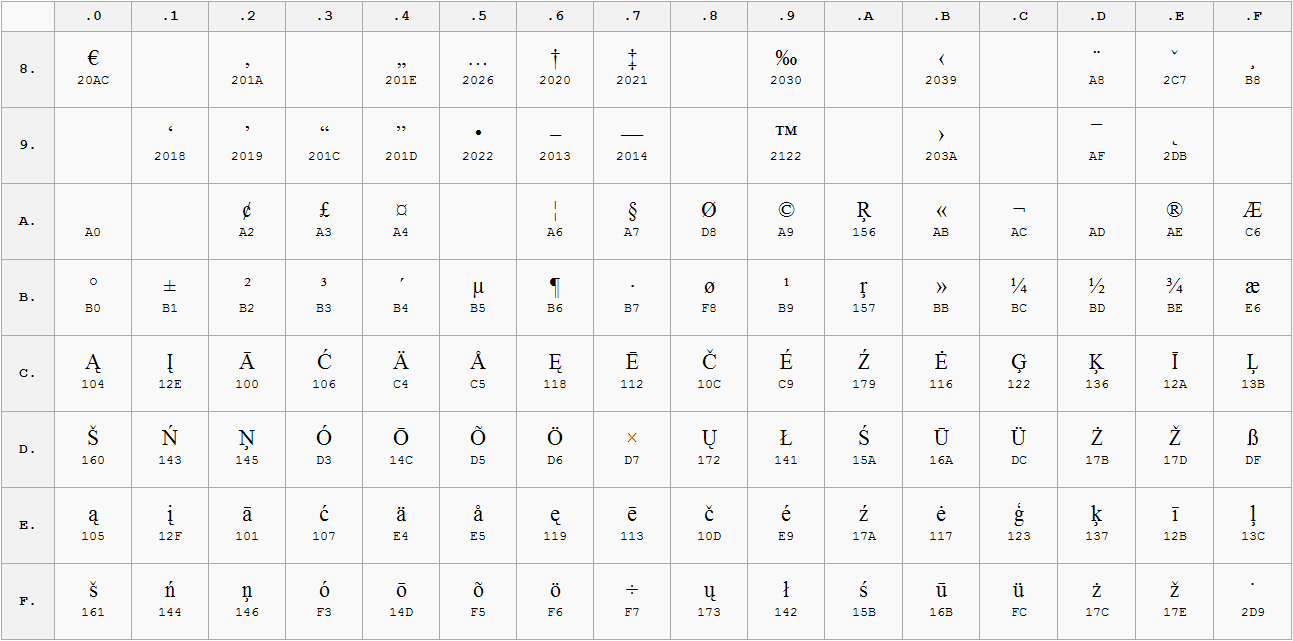 .0 .1 .2 .3 .4 .5 .6 .7 .8 .9 .A .B .C .D .E .F
8. € ‚ „ … † ‡ ‰ ‹ ¨ ˇ ¸
20AC 201A 201E 2026 2020 2021 2030 2039 A8 2C7 B8
9. ‘ ’ “ ” • – — ™ › ¯ ˛
2018 2019 201C 201D 2022 2013 2014 2122 203A AF 2DB
A. ¢ £ ¤ ¦ § Ø © Ŗ « ¬ ® Æ
A0 A2 A3 A4 A6 A7 D8 A9 156 AB AC AD AE C6
B. ° ± ² ³ ´ µ ¶ · ø ¹ ŗ » ¼ ½ ¾ æ
B0 B1 B2 B3 B4 B5 B6 B7 F8 B9 157 BB BC BD BE E6
C. Ą Į Ā Ć Ä Å Ę Ē Č É Ź Ė Ģ Ķ Ī Ļ
104 12E 100 106 C4 C5 118 112 10C C9 179 116 122 136 12A 13B
D. Š Ń Ņ Ó Ō Õ Ö × Ų Ł Ś Ū Ü Ż Ž ß
160 143 145 D3 14C D5 D6 D7 172 141 15A 16A DC 17B 17D DF
E. ą į ā ć ä å ę ē č é ź ė ģ ķ ī ļ
105 12F 101 107 E4 E5 119 113 10D E9 17A 117 123 137 12B 13C
F. š ń ņ ó ō õ ö ÷ ų ł ś ū ü ż ž ˙
161 144 146 F3 14D F5 F6 F7 173 142 15B 16B FC 17C 17E 2D9